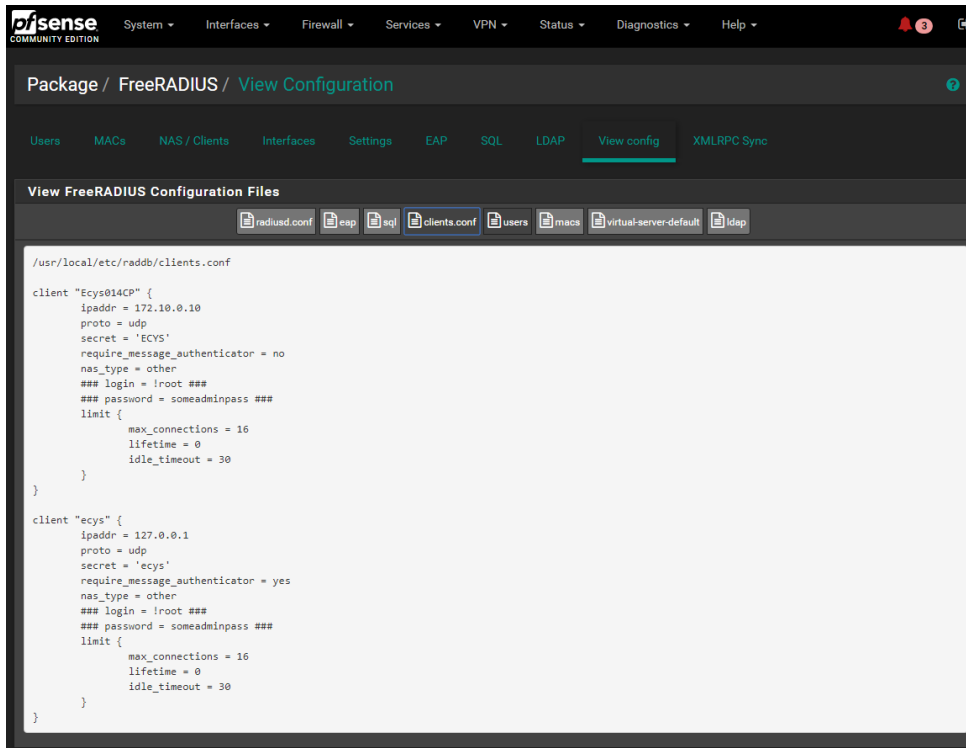 pfsense
COMMUNITY EDITION
System Interfaces Firewall Services VPN Status Diagnostics Help 3
Package / FreeRADIUS / View Configuration
Users MACs NAS / Clients Interfaces Settings EAP SQL LDAP View config XMLRPC Sync
View FreeRADIUS Configuration Files
radiusd.conf eap sql clients.conf users macs virtual-server-default ldap
/usr/local/etc/raddb/clients.conf
client "Ecys014CP" {
ipaddr = 172.10.0.10
proto = udp
secret = 'ECYS'
require_message_authenticator = no
nas_type = other
### login = !root ###
### password = someadminpass ###
limit {
max_connections = 16
lifetime = 0
idle_timeout = 30
}
}
client "ecys" {
ipaddr = 127.0.0.1
proto = udp
secret = 'ecys'
require_message_authenticator = yes
nas_type = other
### login = !root ###
### password = someadminpass ###
limit {
max_connections = 16
lifetime = 0
idle_timeout = 30
}
}